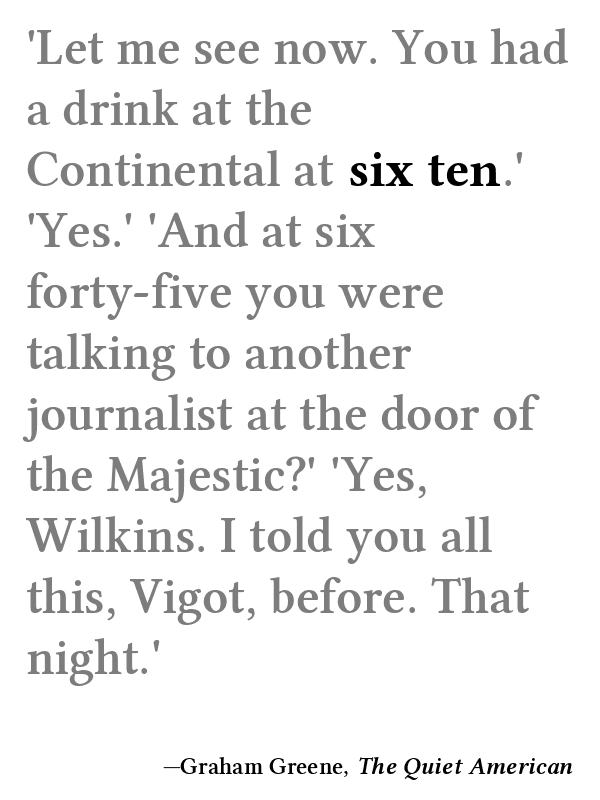 'Let me see now. You had
a drink at the
Continental at six ten.'
'Yes.' 'And at six
forty-five you were
talking to another
journalist at the door of
the Majestic?' 'Yes,
Wilkins. I told you all
this, Vigot, before. That
night.'
—Graham Greene, The Quiet American